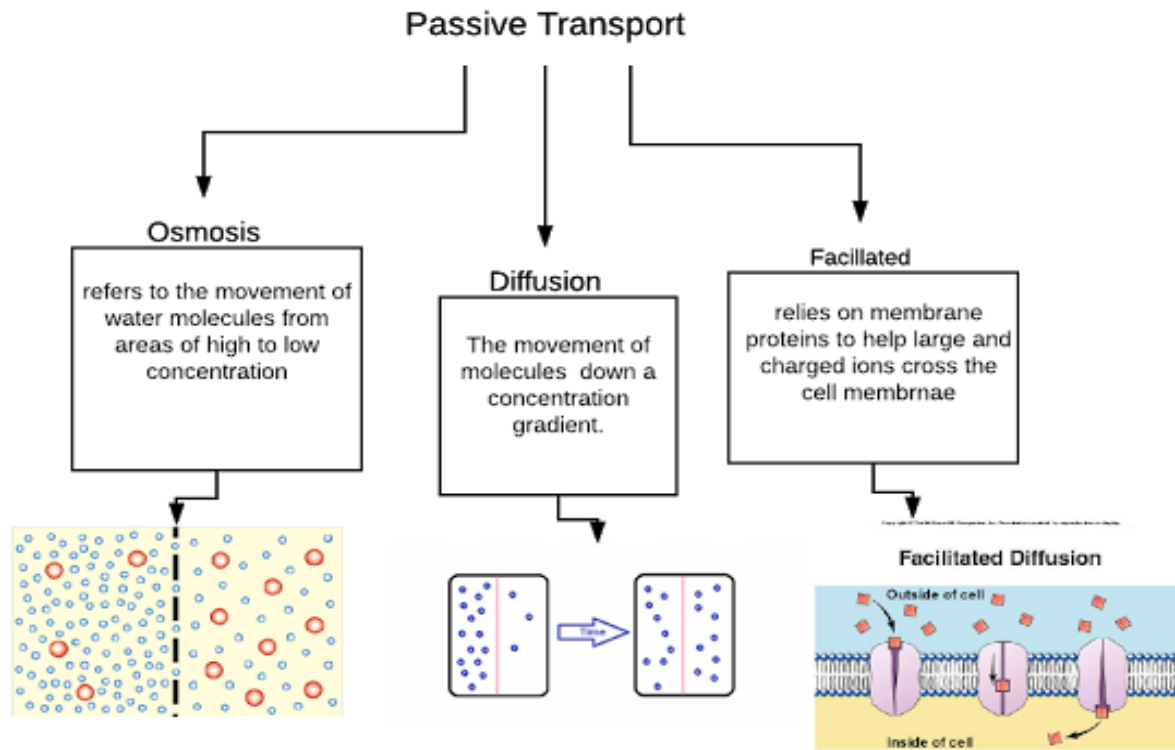 Passive Transport
Osmosis
refers to the movement of
water molecules from
areas of high to low
concentration
Diffusion
The movement of
molecules  down a
concentration
gradient.
Facillated
relies on membrane
proteins to help large and
charged ions cross the
cell membrnae
Time
Facilitated Diffusion
Outside of cell
Inside of cell